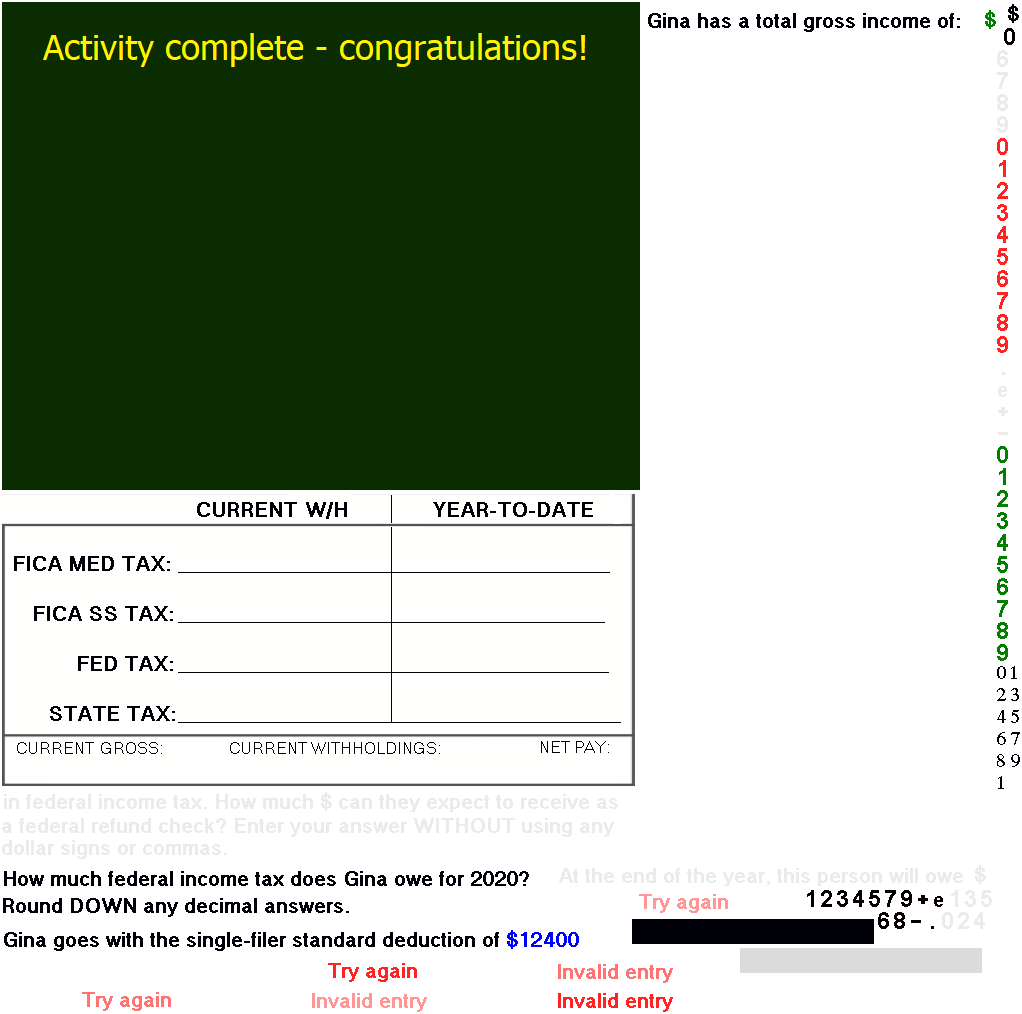 Activity complete - congratulations!
Gina has a total gross income of: $ $
0
6
7
8
9
0
1
2
3
4
5
6
7
8
9
.
e
+
-
0
1
2
3
4
5
6
7
8
9
0 1
2 3
4 5
6 7
8 9
1
CURRENT W/H YEAR-TO-DATE
FICA MED TAX:
FICA SS TAX:
FED TAX:
STATE TAX:
CURRENT GROSS: CURRENT WITHHOLDINGS: NET PAY:
in federal income tax. How much $ can they expect to receive as
a federal refund check? Enter your answer WITHOUT using any
dollar signs or commas.
How much federal income tax does Gina owe for 2020?
Round DOWN any decimal answers.
Gina goes with the single-filer standard deduction of $12400
At the end of the year, this person will owe $
Try again 1234579+e 135
68-. 024
Try again Invalid entry
Try again Invalid entry Invalid entry